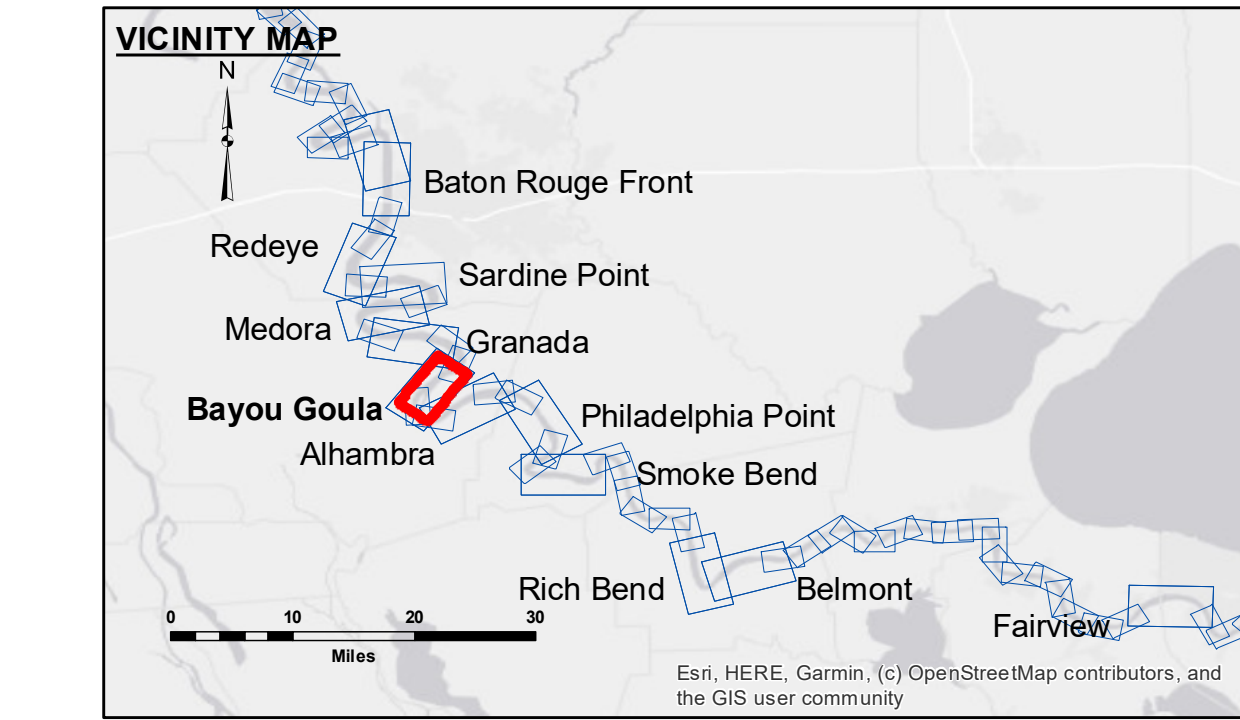 VICINITY MAP
N
Baton Rouge Front
Redeye
Sardine Point
Medora
Granada
Bayou Goula
Philadelphia Point
Alhambra
Smoke Bend
Rich Bend
Belmont
Fairview
0 10 20 30
Miles
Esri, HERE, Garmin, (c) OpenStreetMap contributors, and
the GIS user community